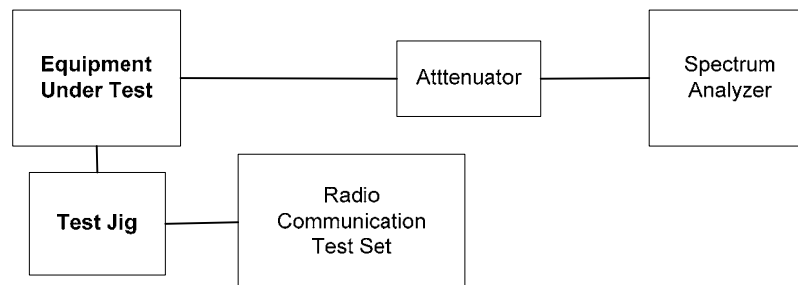 Equipment
Under Test
Atttenuator
Spectrum
Analyzer
Test Jig
Radio
Communication
Test Set